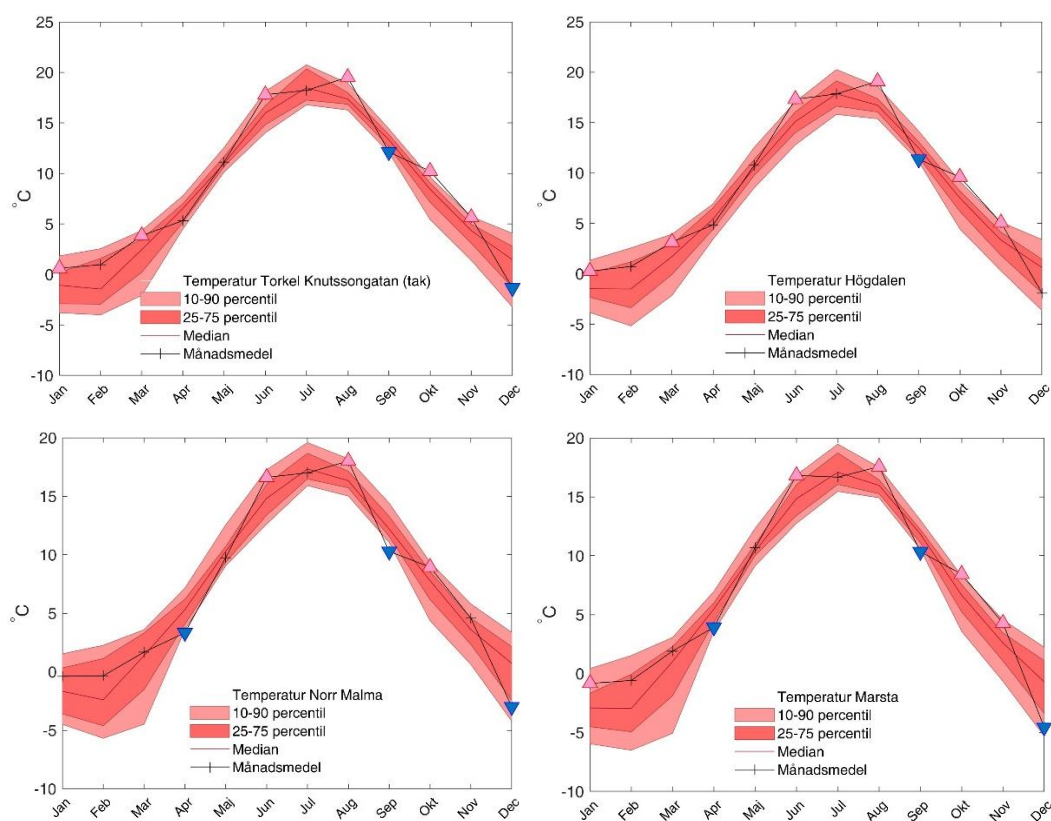 25
20
15
10
5
0
-5
-10
°C
Temperatur Torkel Knutssongatan (tak)
10-90 percentil
25-75 percentil
Median
Månadsmedel
Jan Feb Mar Apr Maj Jun Jul Aug Sep Okt Nov Dec
25
20
15
10
5
0
-5
-10
°C
Temperatur Högdalen
10-90 percentil
25-75 percentil
Median
Månadsmedel
Jan Feb Mar Apr Maj Jun Jul Aug Sep Okt Nov Dec
20
15
10
5
0
-5
-10
°C
Temperatur Norr Malma
10-90 percentil
25-75 percentil
Median
Månadsmedel
Jan Feb Mar Apr Maj Jun Jul Aug Sep Okt Nov Dec
20
15
10
5
0
-5
-10
°C
Temperatur Marsta
10-90 percentil
25-75 percentil
Median
Månadsmedel
Jan Feb Mar Apr Maj Jun Jul Aug Sep Okt Nov Dec